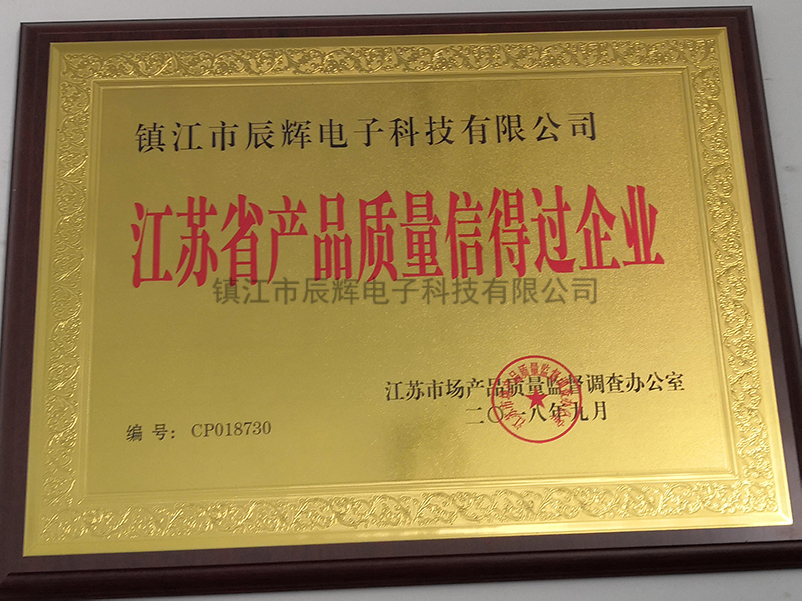 镇江市辰辉电子科技有限公司
江苏省产品质量信得过企业
镇江市辰辉电子科技有限公司
江苏市场产品质量监督调查办公室
二〇一八年九月
编号：CP018730